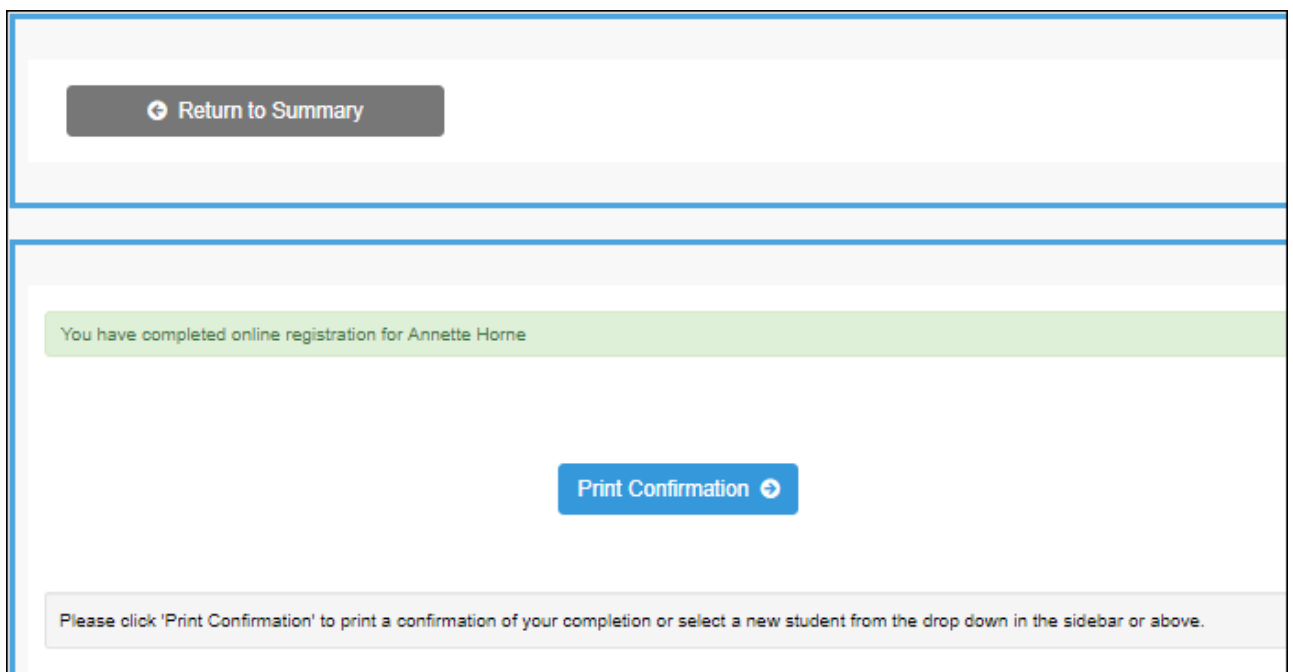 Return to Summary
You have completed online registration for Annette Horne
Print Confirmation
Please click 'Print Confirmation' to print a confirmation of your completion or select a new student from the drop down in the sidebar or above.